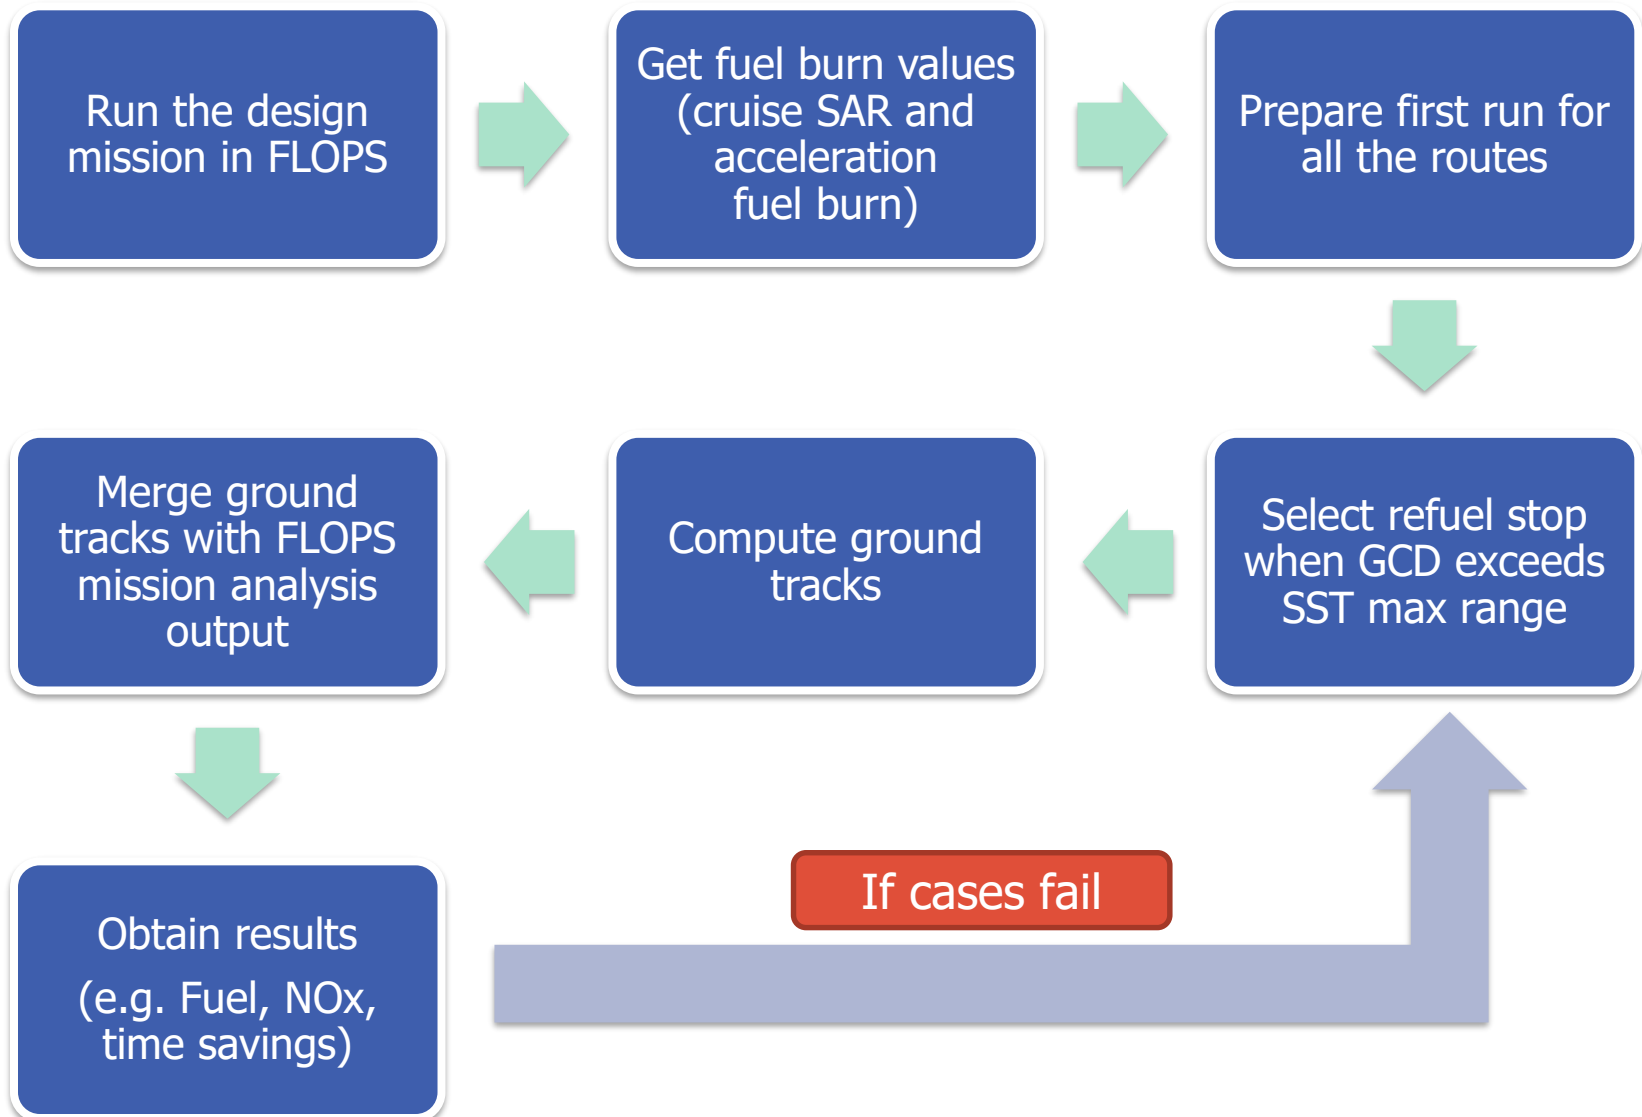 Run the design
mission in FLOPS
Get fuel burn values
(cruise SAR and
acceleration
fuel burn)
Prepare first run for
all the routes
Select refuel stop
when GCD exceeds
SST max range
Compute ground
tracks
Merge ground
tracks with FLOPS
mission analysis
output
Obtain results
(e.g. Fuel, NOx,
time savings)
If cases fail